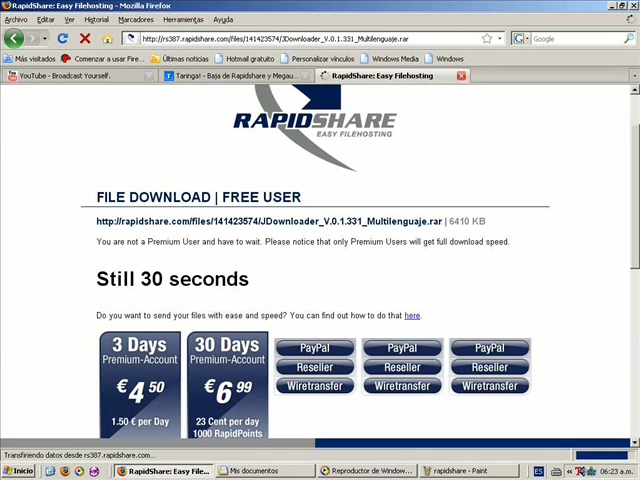 RapidShare: Easy Filehosting - Mozilla Firefox
Archivo Editar Ver Historial Marcadores Herramientas Ayuda
http://rs387.rapidshare.com/files/141423574/JDownloader_V.0.1.331_Multilenguaje.rar
Google
Más visitados Comenzar a usar Firef... Últimas noticias Hotmail gratuito Personalizar vínculos Windows Media Windows
YouTube - Broadcast Yourself. Taringa! - Baja de Rapidshare y Megau... RapidShare: Easy Filehosting
RAPIDSHARE
EASY FILEHOSTING
FILE DOWNLOAD | FREE USER
http://rapidshare.com/files/141423574/JDownloader_V.0.1.331_Multilenguaje.rar | 6410 KB
You are not a Premium User and have to wait. Please notice that only Premium Users will get full download speed.
Still 30 seconds
Do you want to send your files with ease and speed? You can find out how to do that here.
3 Days
Premium-Account
€ 4 50
1.50 € per Day
30 Days
Premium-Account
€ 6 99
23 Cent per day
1000 RapidPoints
PayPal PayPal PayPal
Reseller Reseller Reseller
Wiretransfer Wiretransfer Wiretransfer
Transfiriendo datos desde rs387.rapidshare.com...
Inicio RapidShare: Easy File... Mis documentos Reproductor de Window... rapidshare - Paint ES 06:23 a.m.